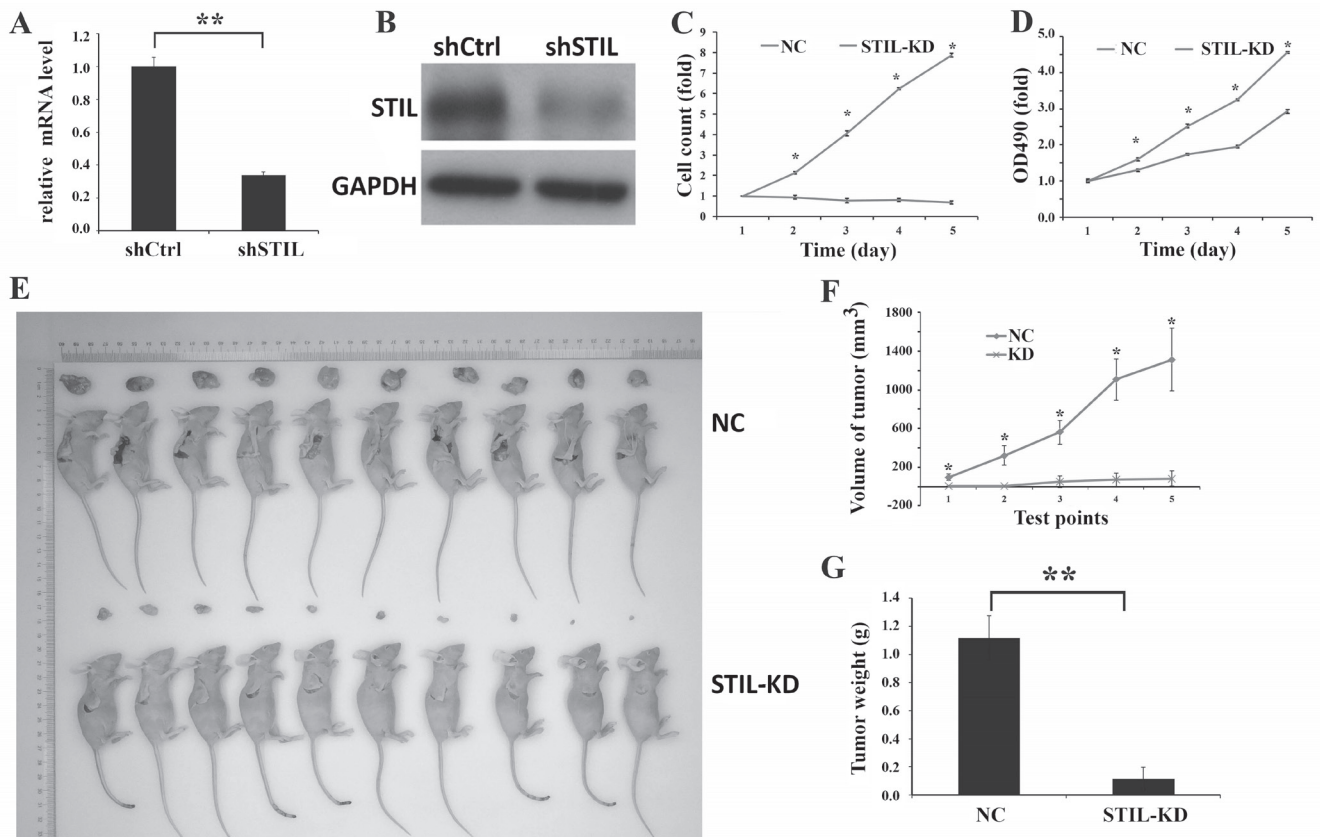 A
**
relative mRNA level
1.2
1.0
0.8
0.6
0.4
0.2
0.0
shCtrl
shSTIL
B
shCtrl
shSTIL
STIL
GAPDH
C
NC
STIL-KD
Cell count (fold)
9
8
7
6
5
4
3
2
1
0
*
*
*
*
1
2
3
4
5
Time (day)
D
NC
STIL-KD
OD490 (fold)
5.0
4.0
3.0
2.0
1.0
0.0
*
*
*
*
1
2
3
4
5
Time (day)
E
NC
STIL-KD
F
Volume of tumor (mm3)
1800
1400
1000
600
200
-200
NC
KD
*
*
*
*
*
1
2
3
4
5
Test points
G
**
Tumor weight (g)
1.4
1.2
1.0
0.8
0.6
0.4
0.2
0.0
NC
STIL-KD